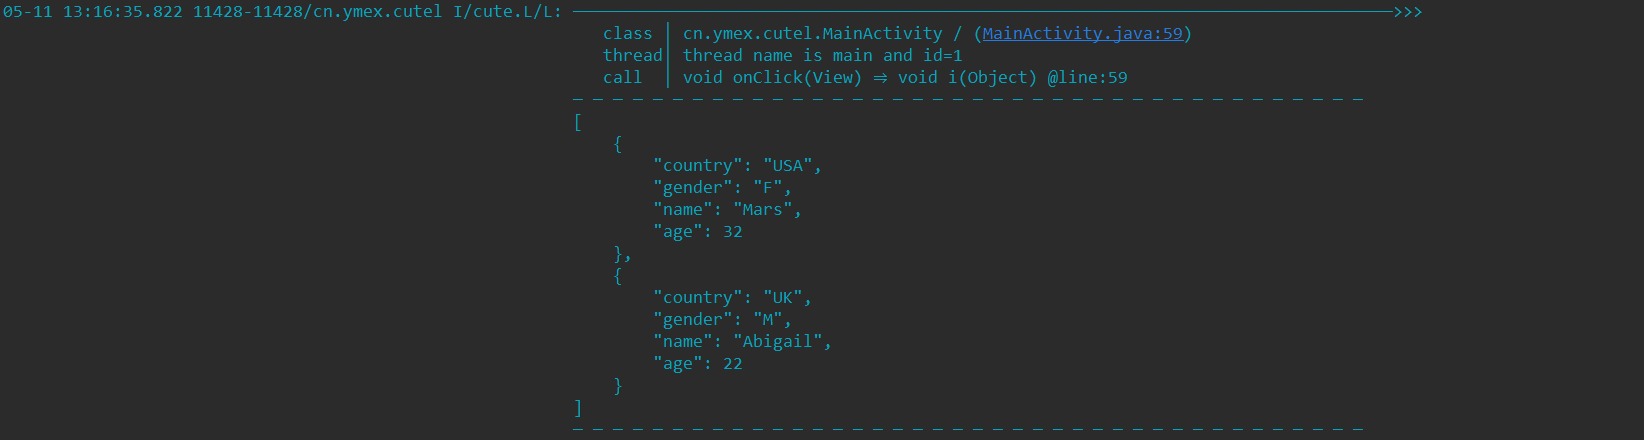 05-11 13:16:35.822 11428-11428/cn.ymex.cutel I/cute.L/L: ──────────────────────────────────────────────────────────────────────────────────>>>
class │ cn.ymex.cutel.MainActivity / (MainActivity.java:59)
thread│ thread name is main and id=1
call │ void onClick(View) ⇒ void i(Object) @line:59
─ ─ ─ ─ ─ ─ ─ ─ ─ ─ ─ ─ ─ ─ ─ ─ ─ ─ ─ ─ ─ ─ ─ ─ ─ ─ ─ ─ ─ ─ ─ ─ ─ ─ ─ ─ ─ ─ ─ ─
[
    {
        "country": "USA",
        "gender": "F",
        "name": "Mars",
        "age": 32
    },
    {
        "country": "UK",
        "gender": "M",
        "name": "Abigail",
        "age": 22
    }
]
─ ─ ─ ─ ─ ─ ─ ─ ─ ─ ─ ─ ─ ─ ─ ─ ─ ─ ─ ─ ─ ─ ─ ─ ─ ─ ─ ─ ─ ─ ─ ─ ─ ─ ─ ─ ─ ─ ─ ─